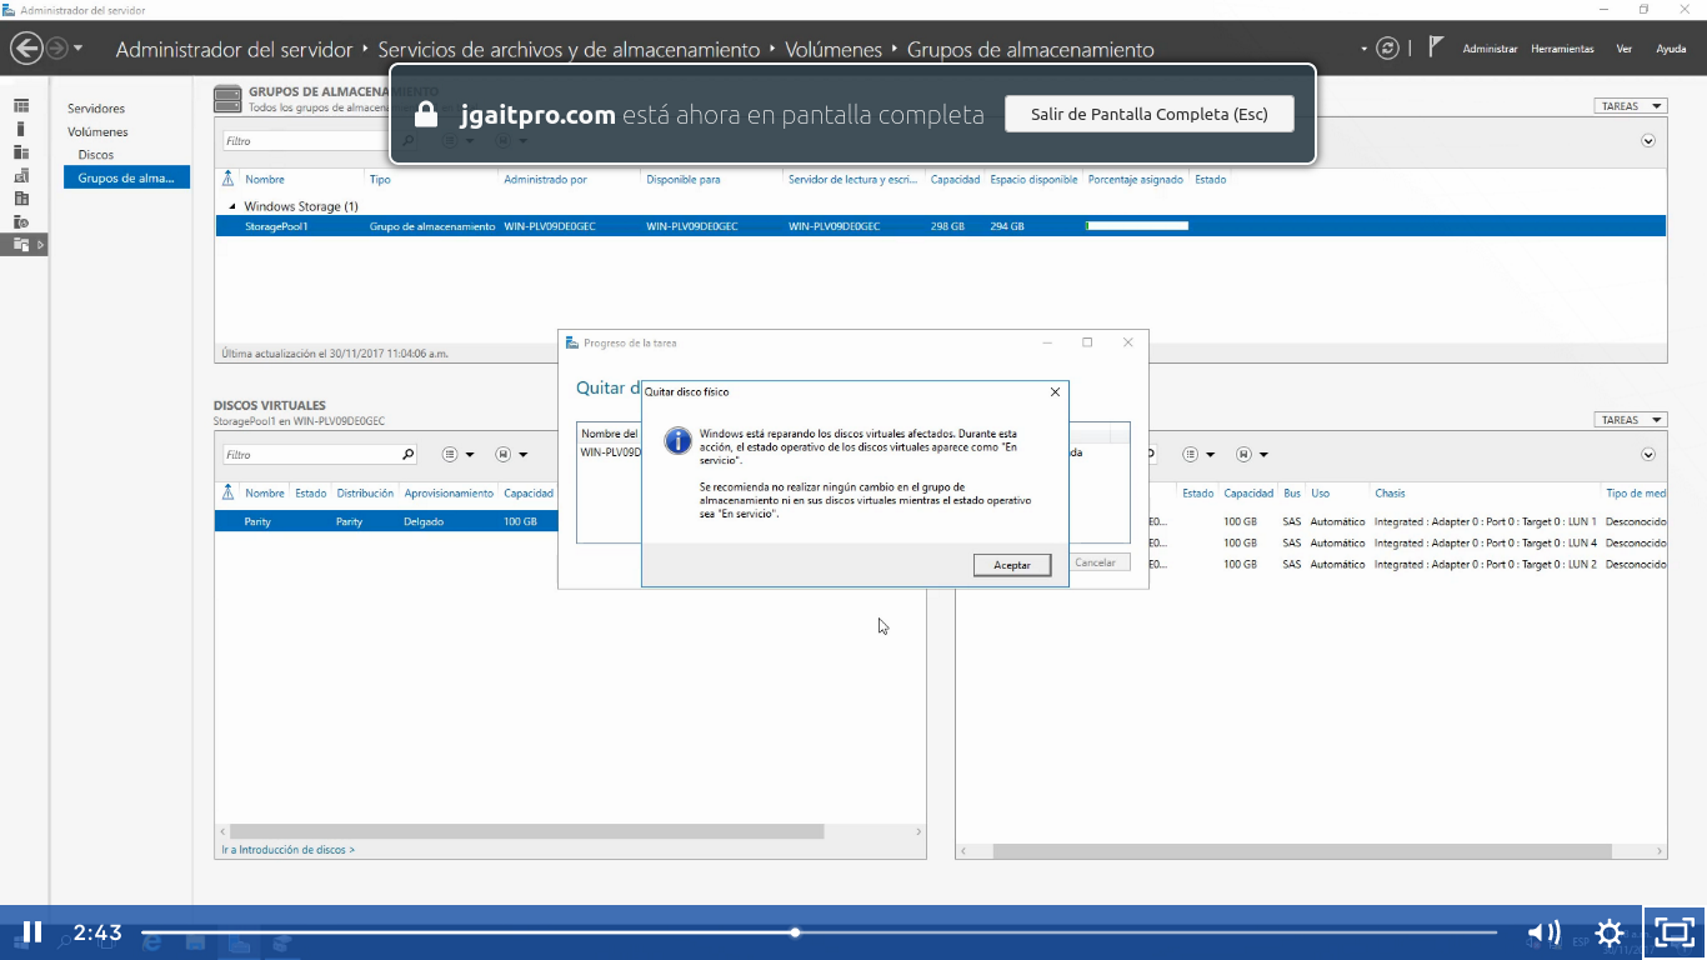 Administrador del servidor
Administrador del servidor ‣ Servicios de archivos y de almacenamiento ‣ Volúmenes ‣ Grupos de almacenamiento
Administrar Herramientas Ver Ayuda
jgaitpro.com está ahora en pantalla completa
Salir de Pantalla Completa (Esc)
Servidores
Volúmenes
Discos
Grupos de alma...
GRUPOS DE ALMACENAMIENTO
Todos los grupos de almacenamiento
TAREAS
Filtro
Nombre Tipo Administrado por Disponible para Servidor de lectura y escri... Capacidad Espacio disponible Porcentaje asignado Estado
Windows Storage (1)
StoragePool1 Grupo de almacenamiento WIN-PLV09DE0GEC WIN-PLV09DE0GEC WIN-PLV09DE0GEC 298 GB 294 GB
Última actualización el 30/11/2017 11:04:06 a.m.
Progreso de la tarea
Quitar d
Nombre del
WIN-PLV09D
da
Cancelar
Quitar disco físico
Windows está reparando los discos virtuales afectados. Durante esta
acción, el estado operativo de los discos virtuales aparece como "En
servicio".
Se recomienda no realizar ningún cambio en el grupo de
almacenamiento ni en sus discos virtuales mientras el estado operativo
sea "En servicio".
Aceptar
DISCOS VIRTUALES
StoragePool1 en WIN-PLV09DE0GEC
Filtro
Nombre Estado Distribución Aprovisionamiento Capacidad
Parity Parity Delgado 100 GB
Ir a Introducción de discos >
TAREAS
Estado Capacidad Bus Uso Chasis Tipo de med
E0... 100 GB SAS Automático Integrated : Adapter 0 : Port 0 : Target 0 : LUN 1 Desconocido
E0... 100 GB SAS Automático Integrated : Adapter 0 : Port 0 : Target 0 : LUN 4 Desconocido
E0... 100 GB SAS Automático Integrated : Adapter 0 : Port 0 : Target 0 : LUN 2 Desconocido
2:43
ESP